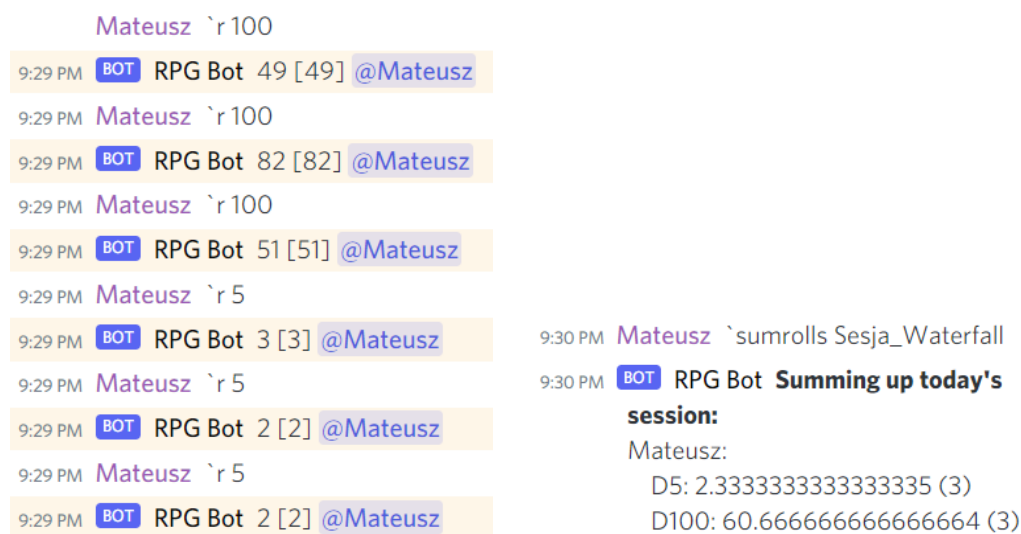 Mateusz `r 100
9:29 PM BOT RPG Bot 49 [49] @Mateusz
9:29 PM Mateusz `r 100
9:29 PM BOT RPG Bot 82 [82] @Mateusz
9:29 PM Mateusz `r 100
9:29 PM BOT RPG Bot 51 [51] @Mateusz
9:29 PM Mateusz `r 5
9:29 PM BOT RPG Bot 3 [3] @Mateusz
9:29 PM Mateusz `r 5
9:29 PM BOT RPG Bot 2 [2] @Mateusz
9:29 PM Mateusz `r 5
9:29 PM BOT RPG Bot 2 [2] @Mateusz
9:30 PM Mateusz `sumrolls Sesja_Waterfall
9:30 PM BOT RPG Bot Summing up today's
session:
Mateusz:
D5: 2.3333333333333335 (3)
D100: 60.666666666666664 (3)